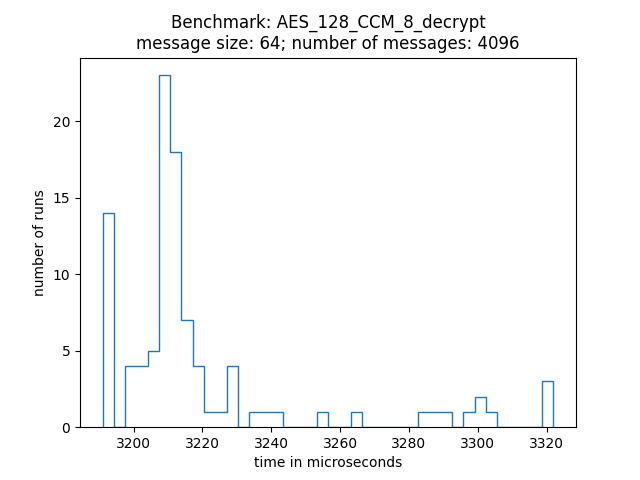 Benchmark: AES_128_CCM_8_decrypt
message size: 64; number of messages: 4096
number of runs
20
15
10
5
0
3200 3220 3240 3260 3280 3300 3320
time in microseconds